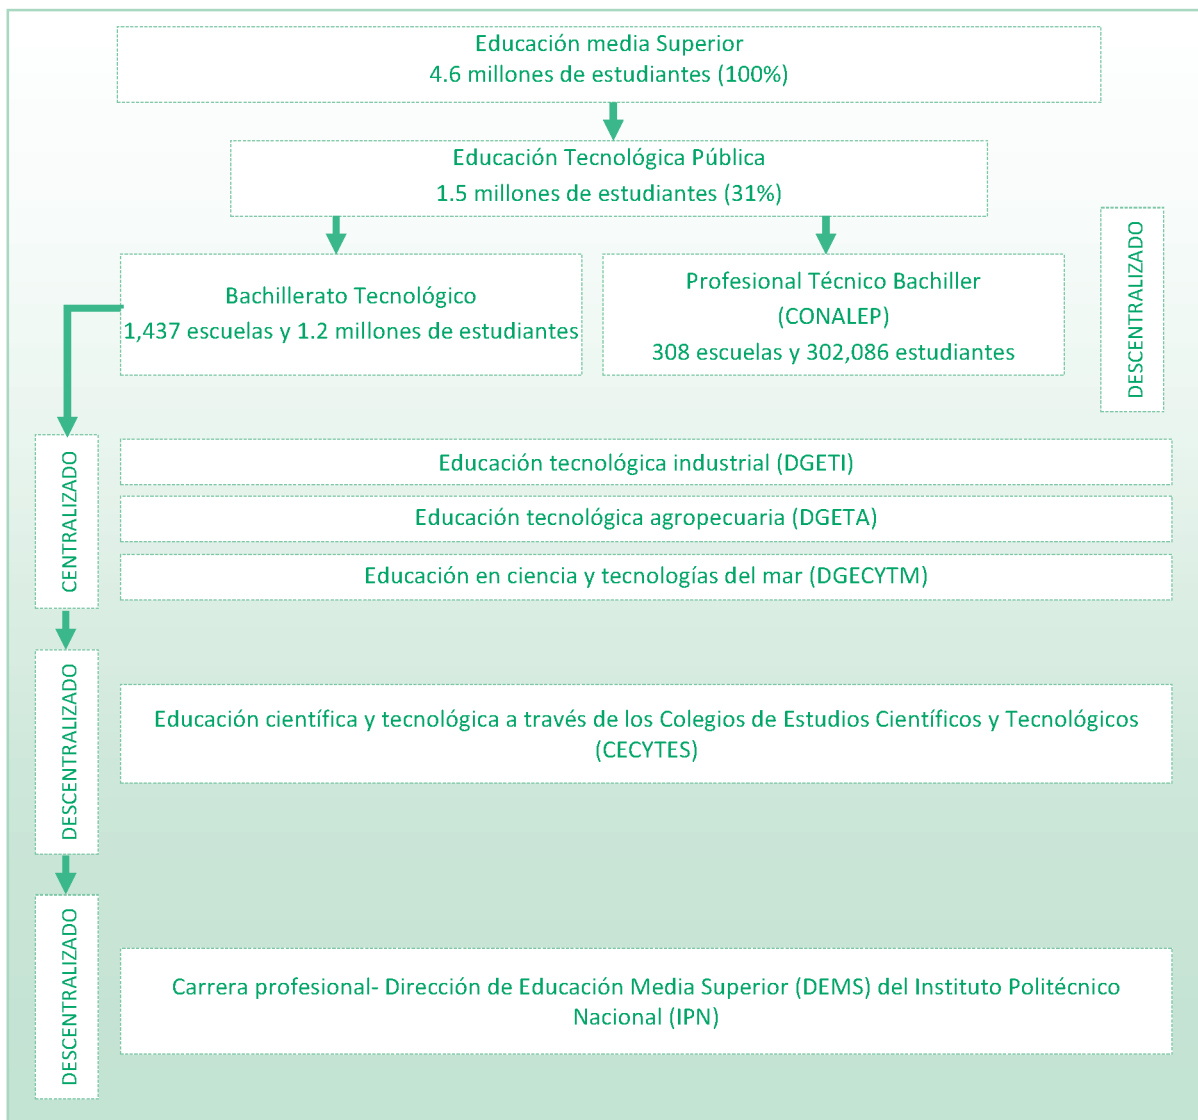 Educación media Superior
4.6 millones de estudiantes (100%)
Educación Tecnológica Pública
1.5 millones de estudiantes (31%)
Bachillerato Tecnológico
1,437 escuelas y 1.2 millones de estudiantes
Profesional Técnico Bachiller
(CONALEP)
308 escuelas y 302,086 estudiantes
DESCENTRALIZADO
CENTRALIZADO
Educación tecnológica industrial (DGETI)
Educación tecnológica agropecuaria (DGETA)
Educación en ciencia y tecnologías del mar (DGECYTM)
DESCENTRALIZADO
Educación científica y tecnológica a través de los Colegios de Estudios Científicos y Tecnológicos
(CECYTES)
DESCENTRALIZADO
Carrera profesional- Dirección de Educación Media Superior (DEMS) del Instituto Politécnico
Nacional (IPN)